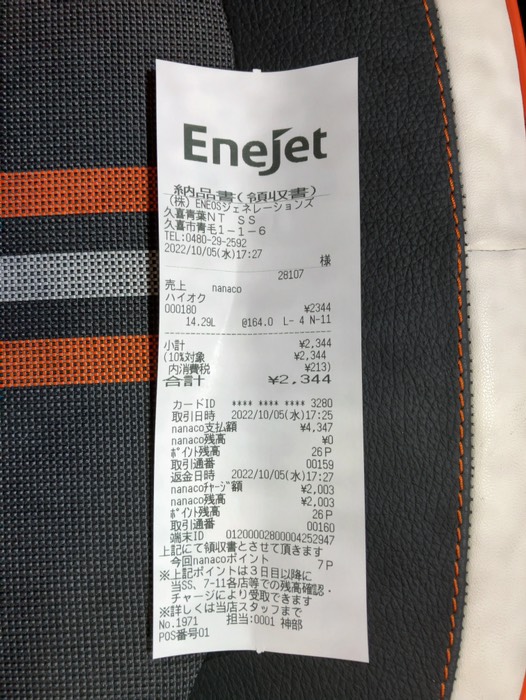 Enejet
納品書(領収書)
(株) ENEOSジェネレーションズ
久喜青葉NT SS
久喜市青毛1-1-6
TEL:0480-29-2592
2022/10/05(水)17:27
様
28107
売上 nanaco
ハイオク
000180 ¥2344
14.29L @164.0 L- 4 N-11
小計 ¥2,344
(10%対象 ¥2,344
内消費税 ¥213)
合計 ¥2,344
カードID **** **** **** 3280
取引日時 2022/10/05(水)17:25
nanaco支払額 ¥4,347
nanaco残高 ¥0
ポイント残高 26P
取引通番 00159
返金日時 2022/10/05(水)17:27
nanacoチャージ額 ¥2,003
nanaco残高 ¥2,003
ポイント残高 26P
取引通番 00160
端末ID 01200002800004252947
上記にて領収書とさせて頂きます
今回nanacoポイント 7P
※上記ポイントは3日目以降に
当SS、7-11各店等での残高確認・
チャージにより受取できます
※詳しくは当店スタッフまで
No.1971 担当:0001 神部
POS番号01